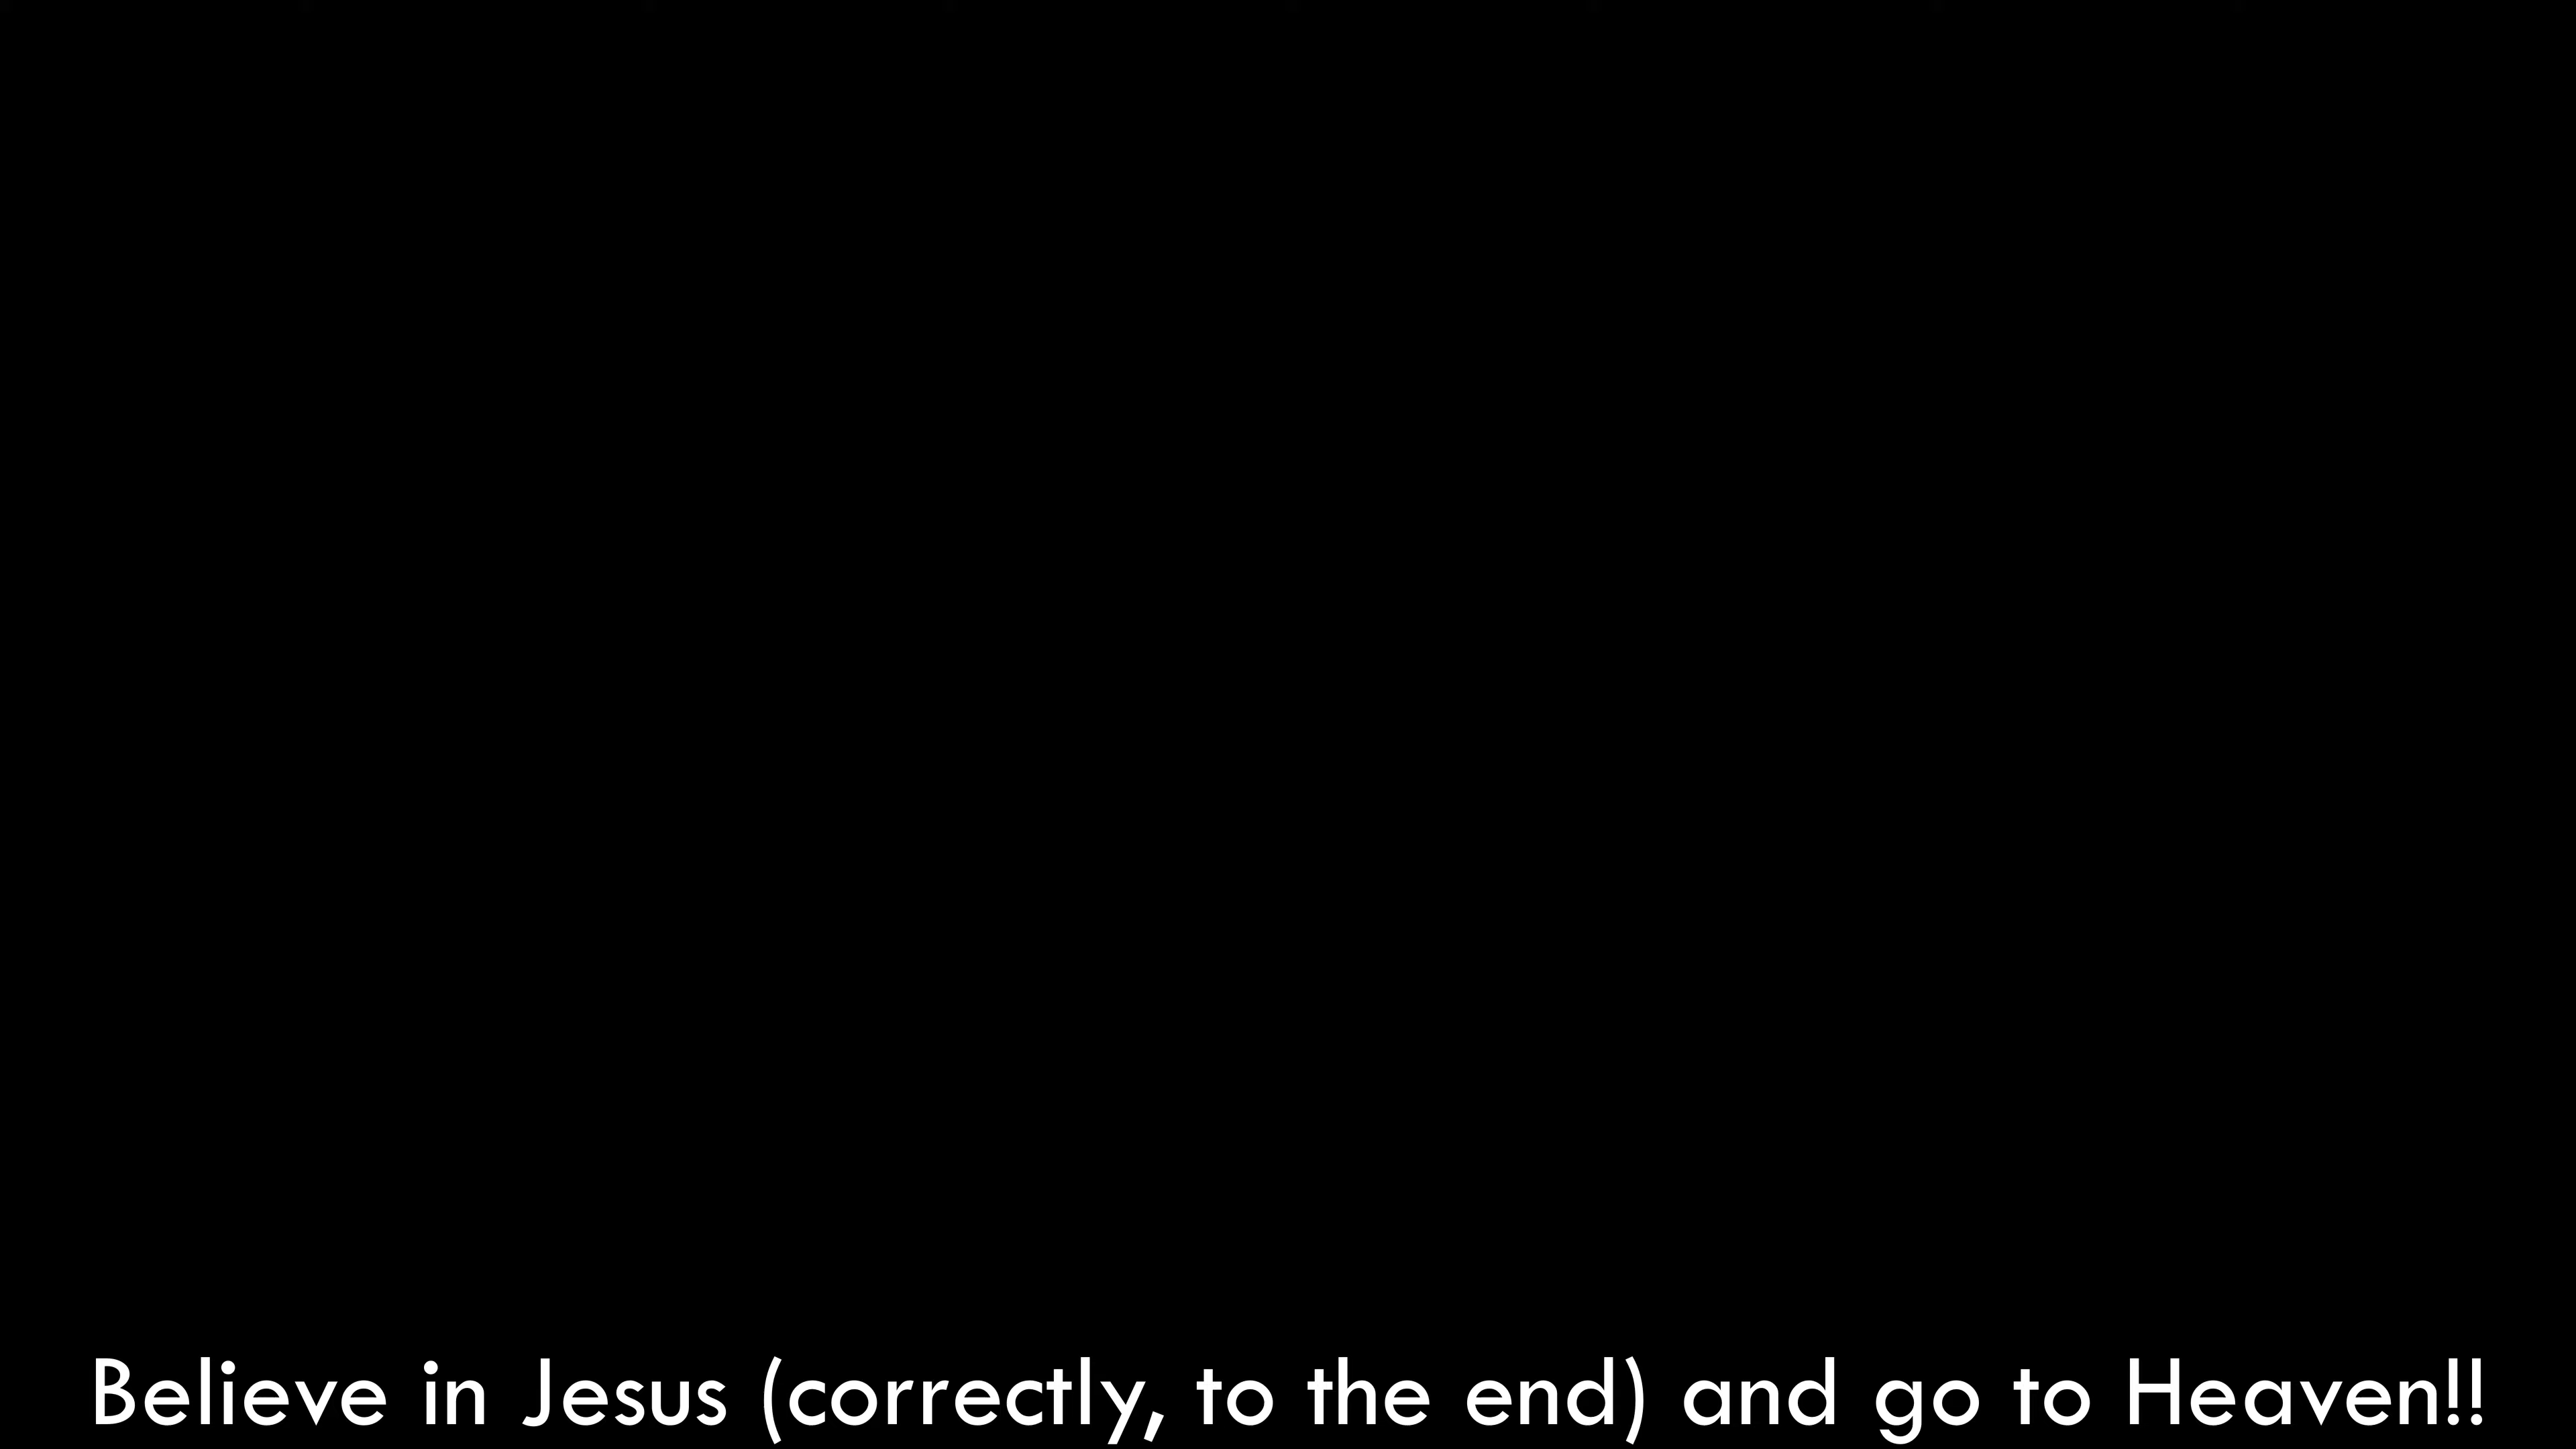 Believe in Jesus (correctly, to the end) and go to Heaven!!